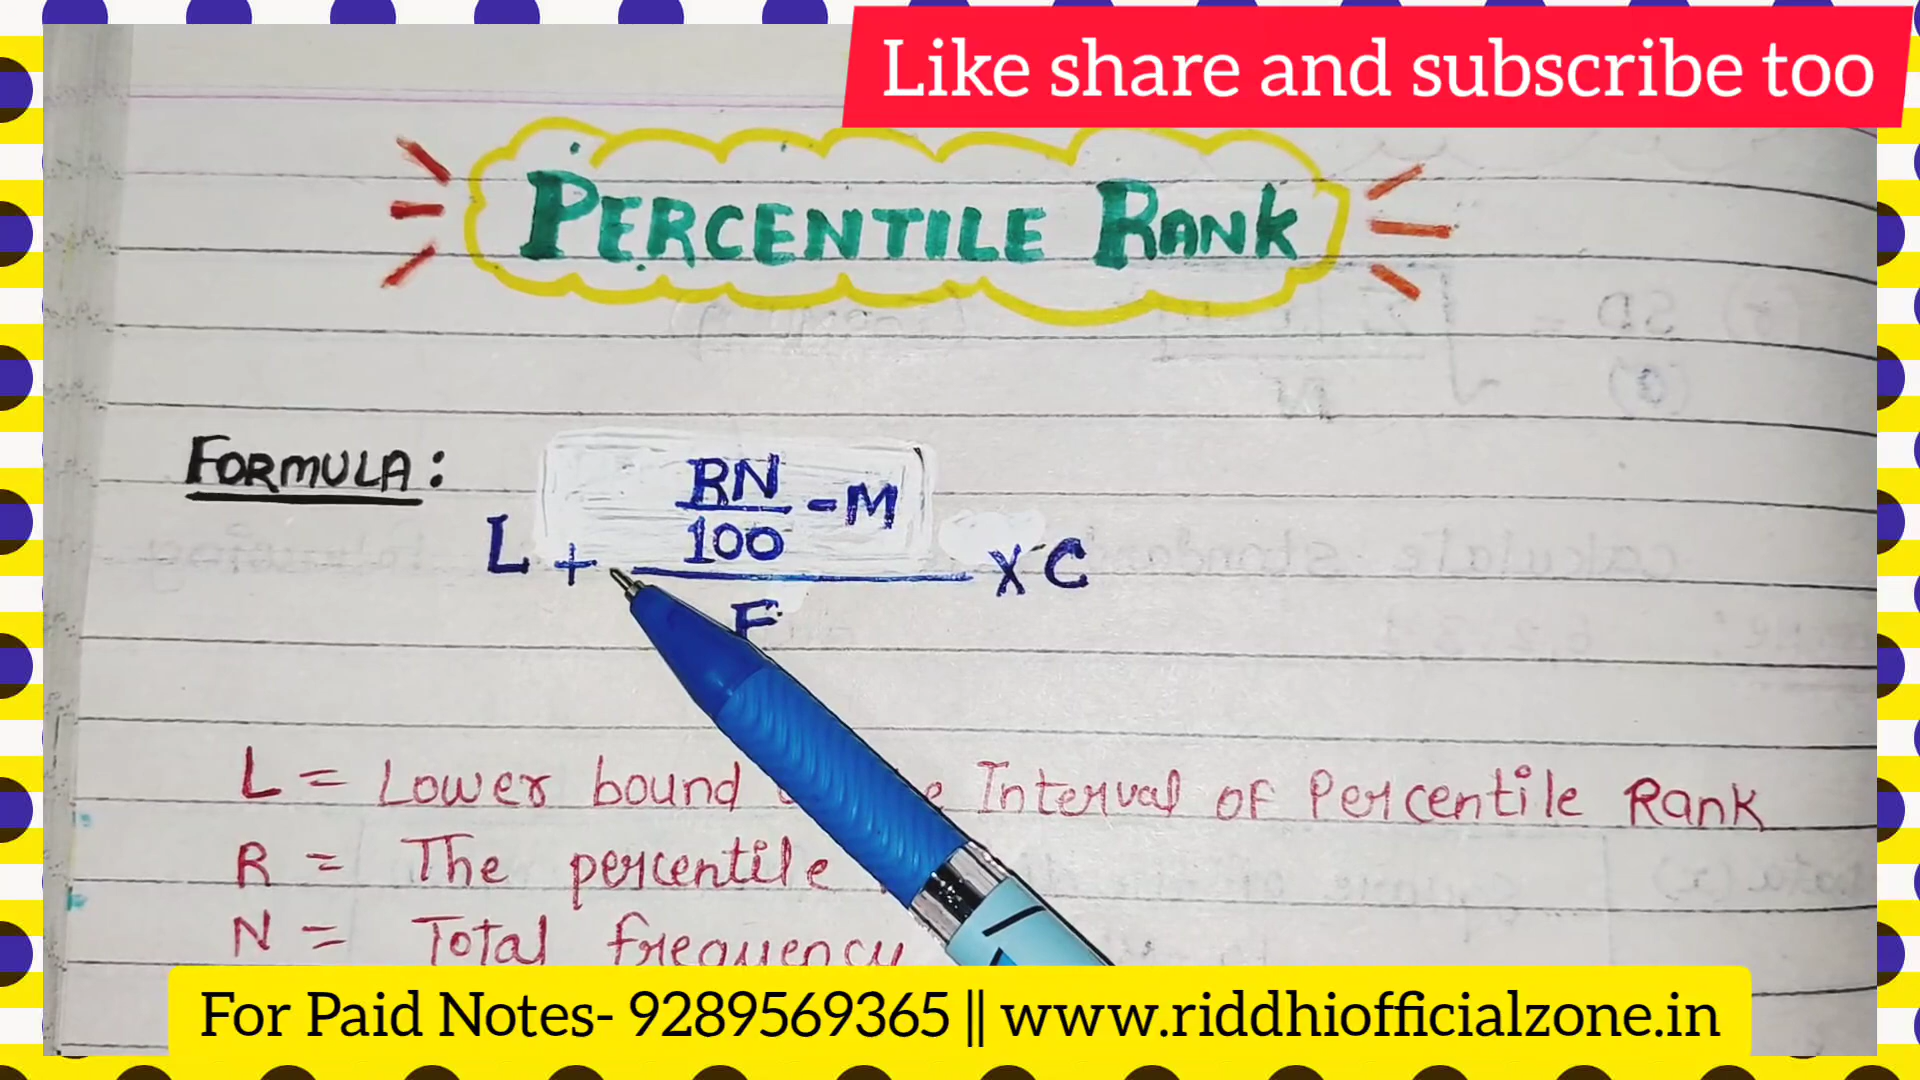 Like share and subscribe too
PERCENTILE RANK
FORMULA:
L + RN/100 - M / F x C
L = Lower bound Interval of Percentile Rank
R = The percentile
N = Total frequency
For Paid Notes- 9289569365 || www.riddhiofficialzone.in